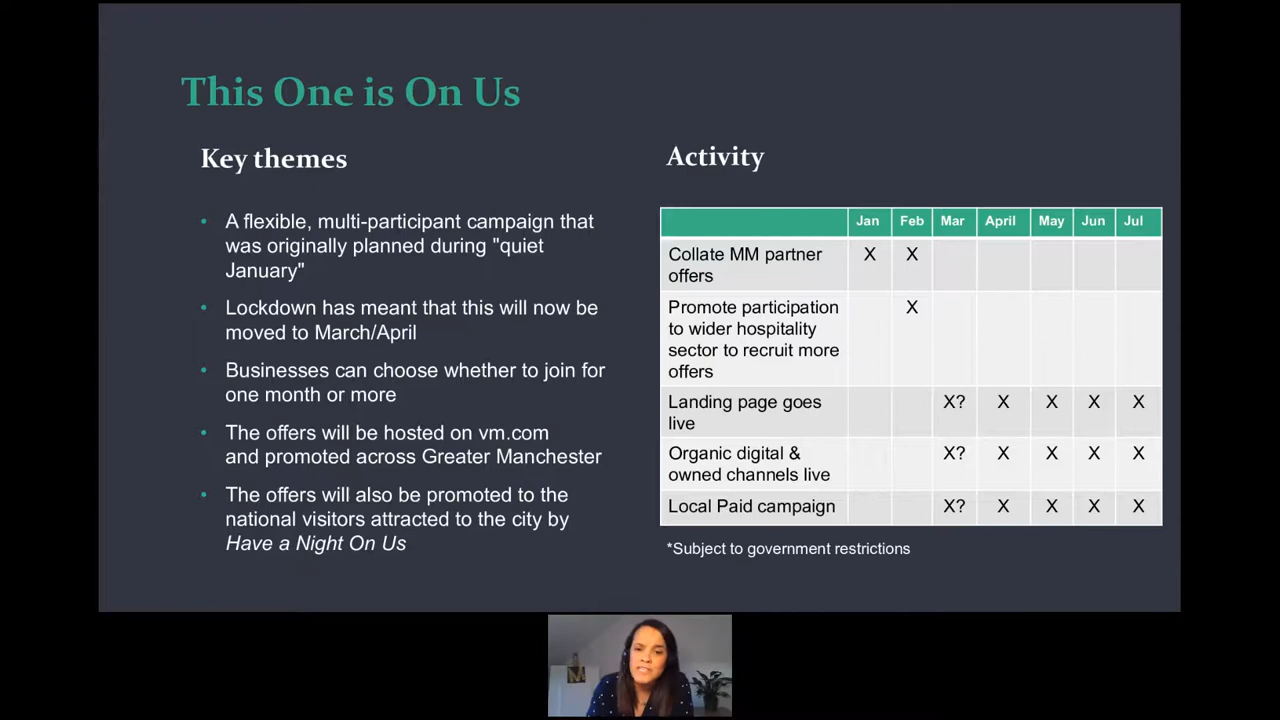 This One is On Us
Key themes
• A flexible, multi-participant campaign that
was originally planned during "quiet
January"
• Lockdown has meant that this will now be
moved to March/April
• Businesses can choose whether to join for
one month or more
• The offers will be hosted on vm.com
and promoted across Greater Manchester
• The offers will also be promoted to the
national visitors attracted to the city by
Have a Night On Us
Activity
Jan Feb Mar April May Jun Jul
Collate MM partner X X
offers
Promote participation X
to wider hospitality
sector to recruit more
offers
Landing page goes X? X X X X
live
Organic digital & X? X X X X
owned channels live
Local Paid campaign X? X X X X
*Subject to government restrictions
M